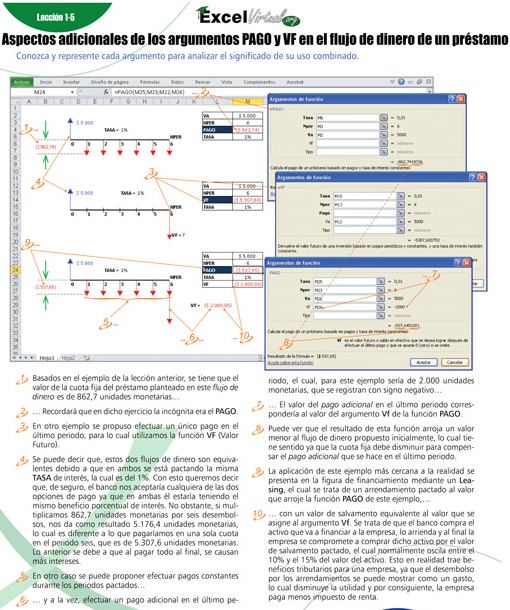 Lección 1-5
ExcelVirtual.org
Aspectos adicionales de los argumentos PAGO y VF en el flujo de dinero de un préstamo
Conozca y represente cada argumento para analizar el significado de su uso combinado.
Archivo Inicio Insertar Diseño de página Fórmulas Datos Revisar Vista Complementos Acrobat
M24 =PAGO(M25;M23;M22;M26)
A B C D E F G H I J K L M
$ 5.000
TASA = 1%
NPER
0 1 2 3 4 5 6
($ 862,74)
VA $ 5.000
NPER 6
PAGO ($ 862,74)
TASA 1%
$ 5.000
TASA = 1%
NPER
0 1 2 3 4 5 6
VF = ?
VA $ 5.000
NPER 6
VF ($ 5.307,60)
TASA 1%
$ 5.000
TASA = 1%
NPER
0 1 2 3 4 5 6
($ 537,65)
VF = ($ 2.000,00)
VA $ 5.000
NPER 6
PAGO ($ 537,65)
TASA 1%
VF ($ 2.000,00)
Hoja1 Hoja2
Argumentos de función
PAGO
Tasa M5 = 0,01
Nper M3 = 6
Va M2 = 5000
Vf = número
Tipo = número
= -862,7418336
Calcula el pago de un préstamo basado en pagos y tasa de interés constantes.
Argumentos de función
VF
Tasa M15 = 0,01
Nper M13 = 6
Pago = número
Va M12 = 5000
Tipo = número
= -5307,600753
Devuelve el valor futuro de una inversión basado en pagos periódicos y constantes, y una tasa de interés también
constante.
Argumentos de función
PAGO
Tasa M25 = 0,01
Nper M23 = 6
Va M22 = 5000
Vf M26 = -2000
Tipo = número
= -537,6451001
Calcula el pago de un préstamo basado en pagos y tasa de interés constantes.
Vf es el valor futuro o saldo en efectivo que se desea lograr después de
efectuar el último pago y que se asume 0 (cero) si se omite.
Resultado de la fórmula = ($ 537,65)
Ayuda sobre esta función
Aceptar Cancelar
1 Basados en el ejemplo de la lección anterior, se tiene que el
valor de la cuota fija del préstamo planteado en este flujo de
dinero es de 862,7 unidades monetarias…
2 … Recordará que en dicho ejercicio la incógnita era el PAGO.
3 En otro ejemplo se propuso efectuar un único pago en el
último periodo, para lo cual utilizamos la función VF (Valor
Futuro).
4 Se puede decir que, estos dos flujos de dinero son equiva-
lentes debido a que en ambos se está pactando la misma
TASA de interés, la cual es del 1%. Con esto queremos decir
que, de seguro, el banco nos aceptaría cualquiera de las dos
opciones de pago ya que en ambas él estaría teniendo el
mismo beneficio porcentual de interés. No obstante, si mul-
tiplicamos 862,7 unidades monetarias por seis desembol-
sos, nos da como resultado 5.176,4 unidades monetarias,
lo cual es diferente a lo que pagaríamos en una sola cuota
en el periodo seis, que es de 5.307,6 unidades monetarias.
Lo anterior se debe a que al pagar todo al final, se causan
más intereses.
5 En otro caso se puede proponer efectuar pagos constantes
durante los periodos pactados…
6 … y a la vez, efectuar un pago adicional en el último pe-
riodo, el cual, para este ejemplo sería de 2.000 unidades
monetarias, que se registran con signo negativo…
7 … El valor del pago adicional en el último periodo corres-
pondería al valor del argumento Vf de la función PAGO.
8 Puede ver que el resultado de esta función arroja un valor
menor al flujo de dinero propuesto inicialmente, lo cual tie-
ne sentido ya que la cuota fija debe disminuir para compen-
sar el pago adicional que se hace en el último periodo.
9 La aplicación de este ejemplo más cercana a la realidad se
presenta en la figura de financiamiento mediante un Lea-
sing, el cual se trata de un arrendamiento pactado al valor
que arroje la función PAGO de este ejemplo,…
10 … con un valor de salvamento equivalente al valor que se
asigne al argumento Vf. Se trata de que el banco compra el
activo que va a financiar a la empresa, lo arrienda y al final la
empresa se compromete a comprar dicho activo por el valor
de salvamento pactado, el cual normalmente oscila entre el
10% y el 15% del valor del activo. Esto en realidad trae be-
neficios tributarios para una empresa, ya que el desembolso
por los arrendamientos se puede mostrar como un gasto,
lo cual disminuye la utilidad y por consiguiente, la empresa
paga menos impuesto de renta.